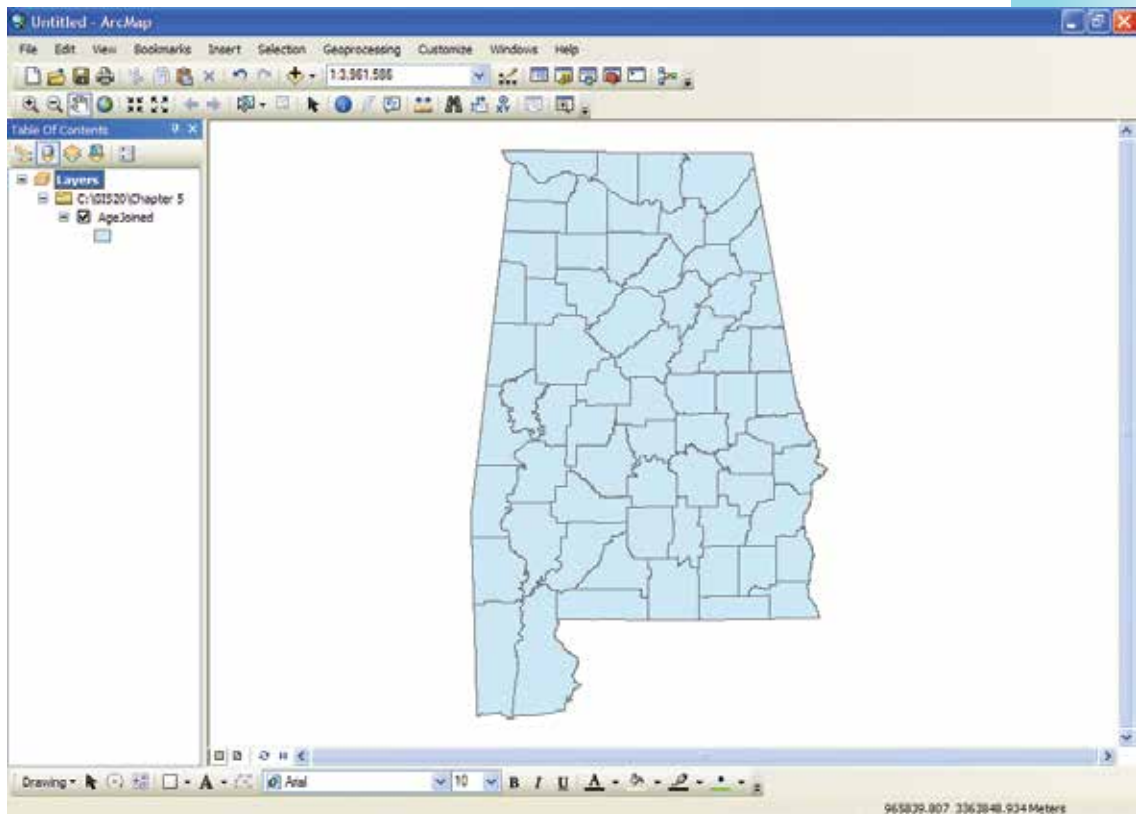 Untitled - ArcMap
File Edit View Bookmarks Insert Selection Geoprocessing Customize Windows Help
1:3,961,586
Table Of Contents
Layers
C:\GIS20\Chapter 5
AgeJoined
Drawing
A
Arial
10
B I U A
965839.807 3363848.934 Meters